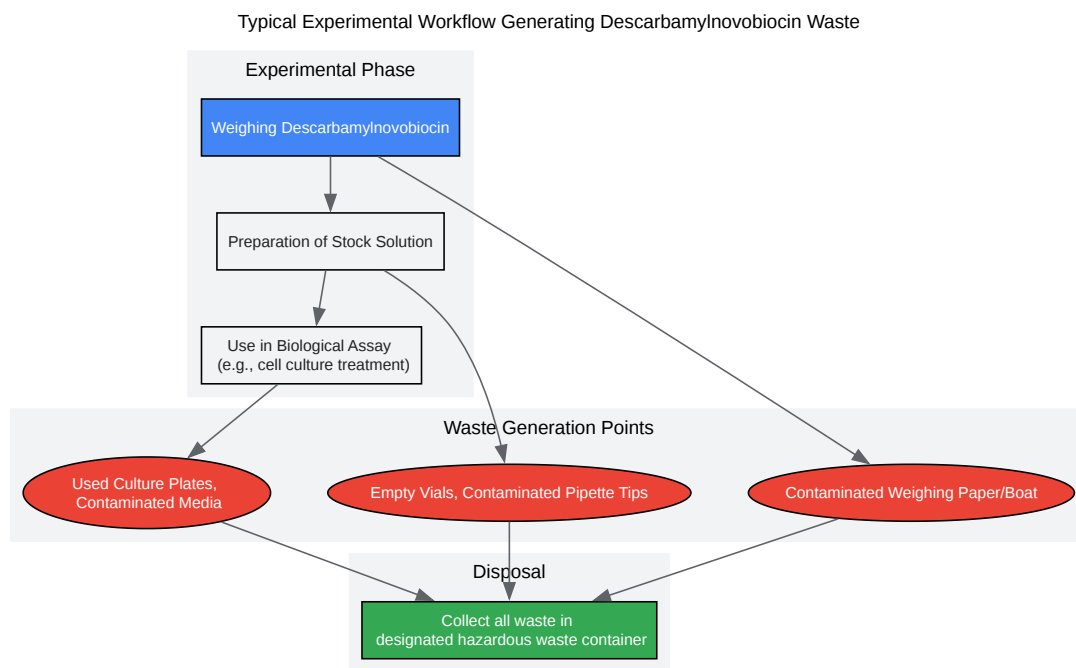 Typical Experimental Workflow Generating Descarbamylnovobiocin Waste
Experimental Phase
Weighing Descarbamylnovobiocin
Preparation of Stock Solution
Use in Biological Assay
(e.g., cell culture treatment)
Waste Generation Points
Used Culture Plates,
Contaminated Media
Empty Vials, Contaminated Pipette Tips
Contaminated Weighing Paper/Boat
Disposal
Collect all waste in
designated hazardous waste container